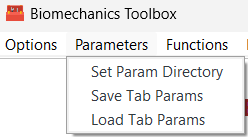 Biomechanics Toolbox
Options Parameters Functions
Set Param Directory
Save Tab Params
Load Tab Params